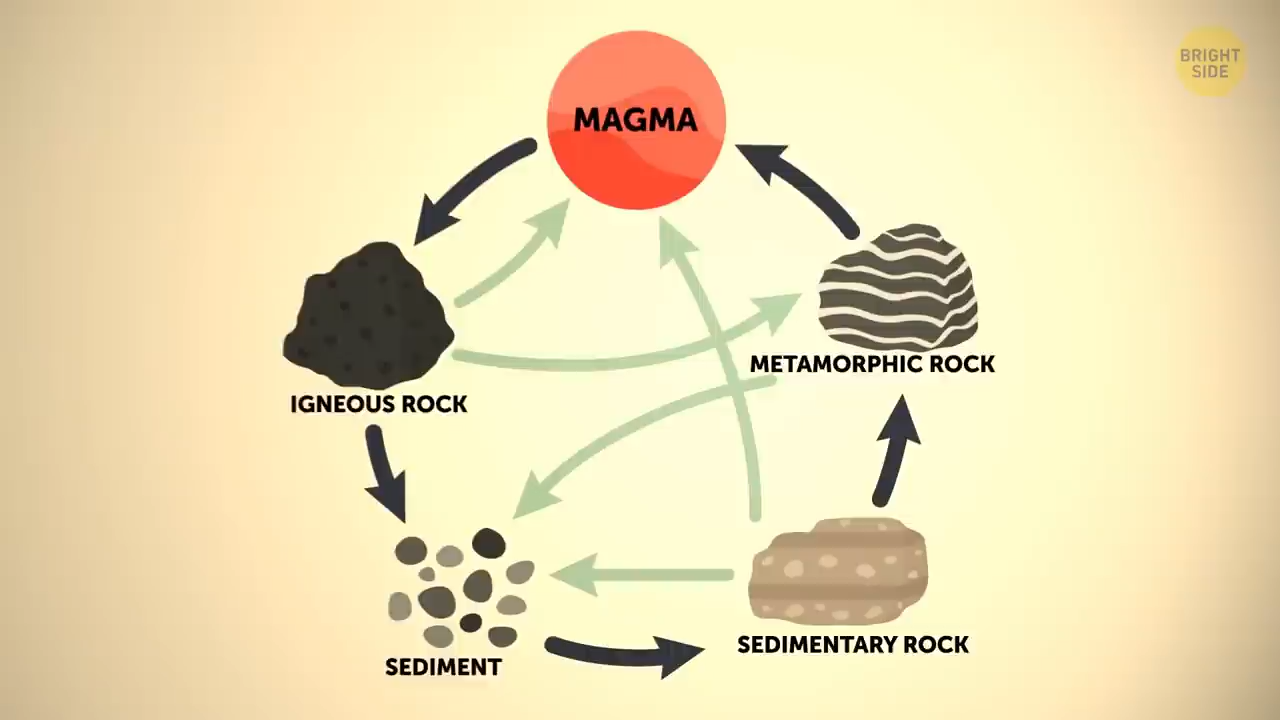 BRIGHT
SIDE
MAGMA
METAMORPHIC ROCK
IGNEOUS ROCK
SEDIMENTARY ROCK
SEDIMENT